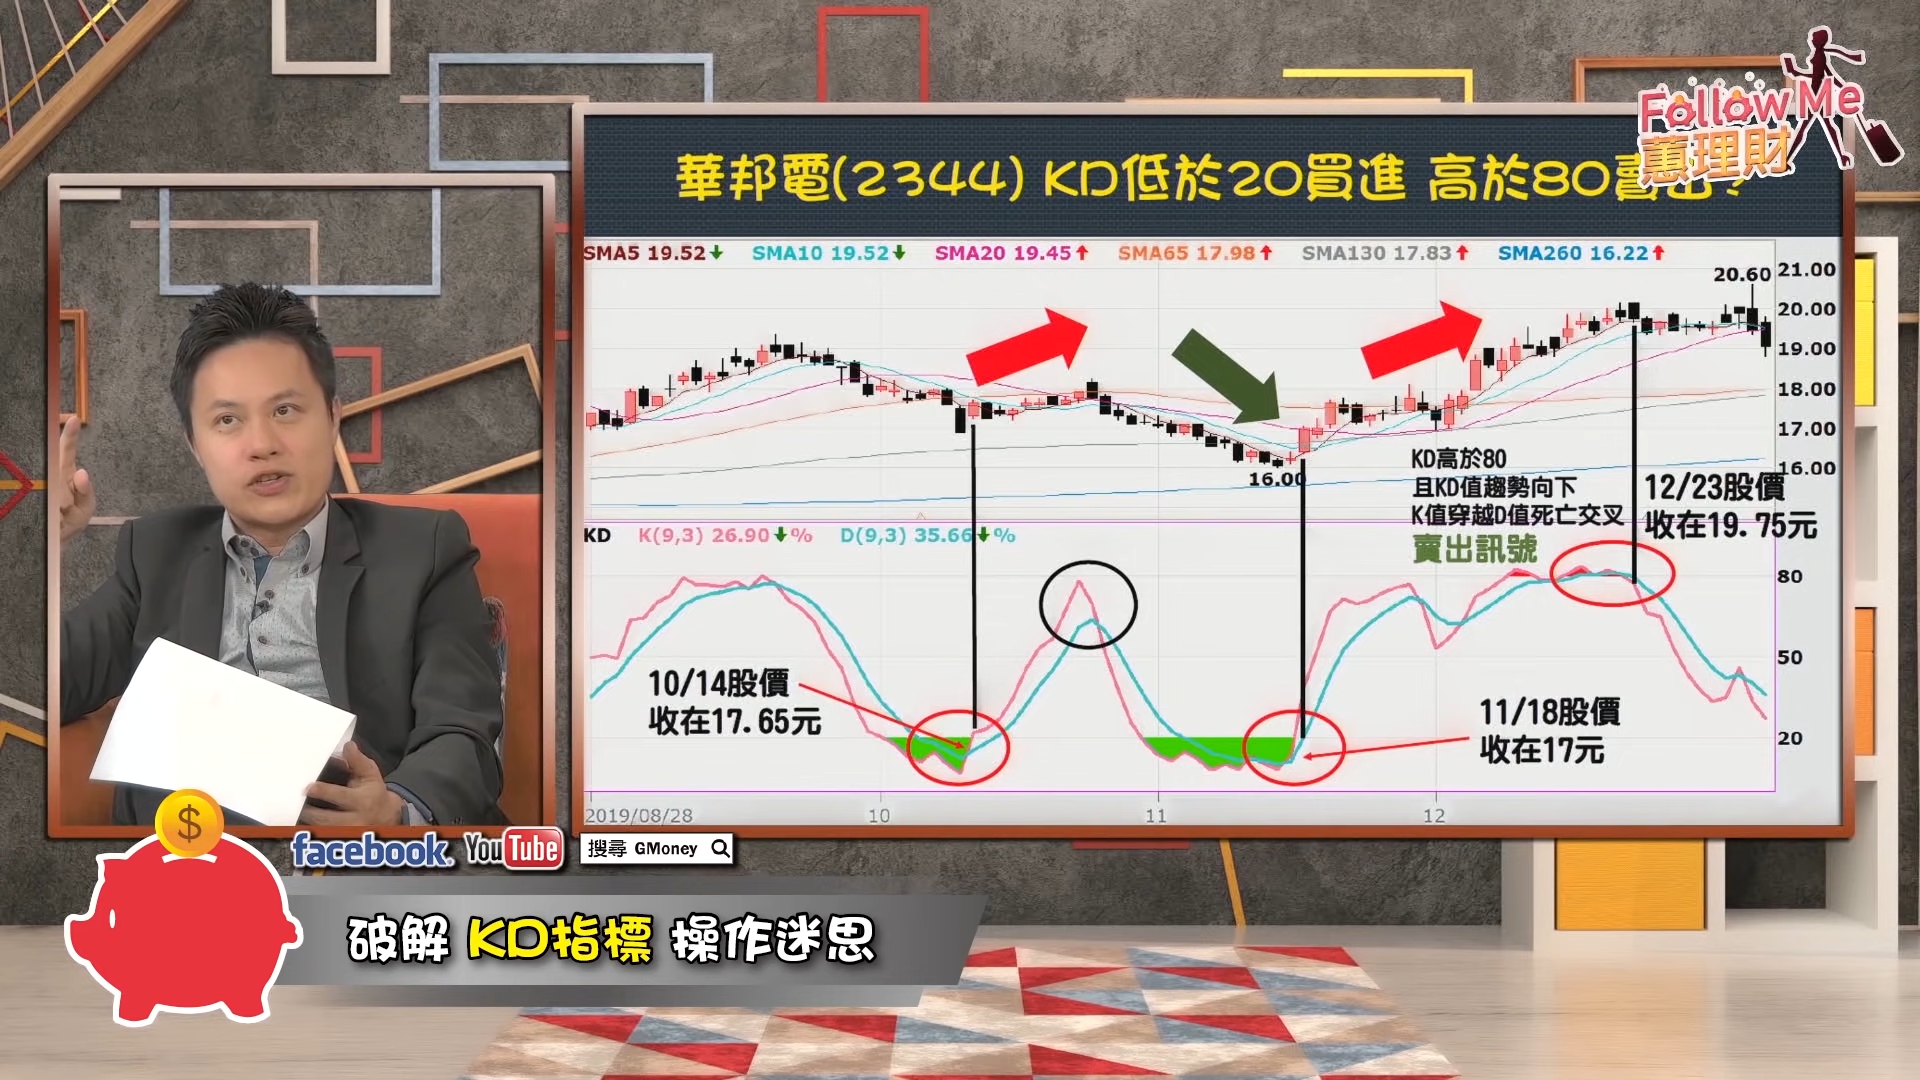 Follow Me
蕙理財
華邦電(2344) KD低於20買進 高於80賣出?
SMA5 19.52 SMA10 19.52 SMA20 19.45 SMA65 17.98 SMA130 17.83 SMA260 16.22
20.60
21.00
20.00
19.00
18.00
17.00
16.00
16.00
KD高於80
且KD值趨勢向下
K值穿越D值死亡交叉
賣出訊號
12/23股價
收在19.75元
KD K(9,3) 26.90 % D(9,3) 35.66 %
80
50
20
10/14股價
收在17.65元
11/18股價
收在17元
2019/08/28 10 11 12
facebook. YouTube 搜尋 GMoney
$
破解 KD指標 操作迷思